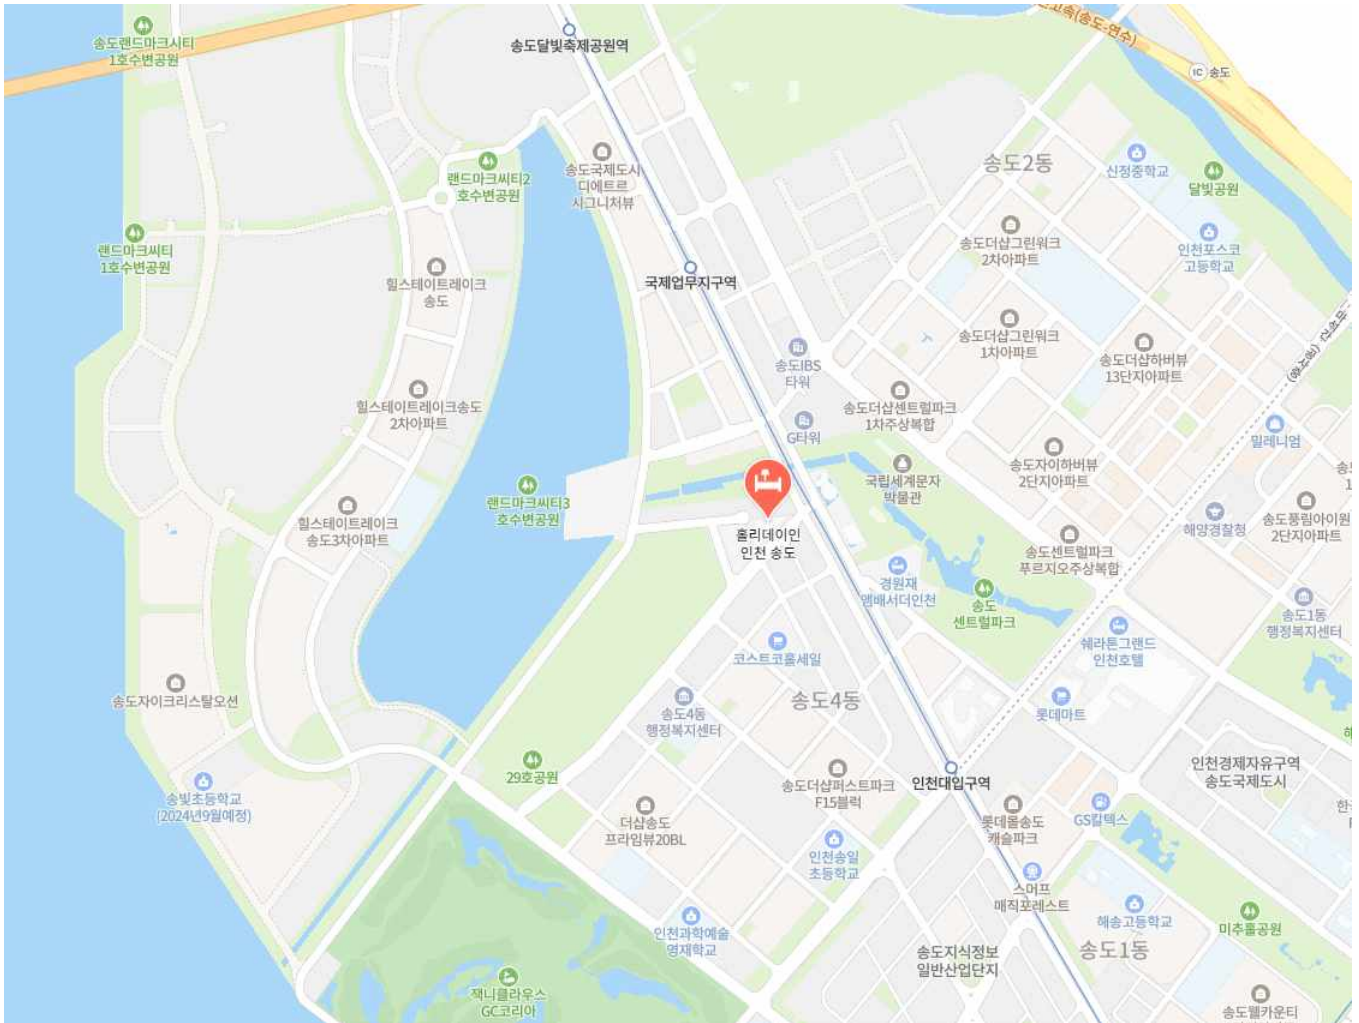 송도랜드마크시티
1호수변공원
송도달빛축제공원역
고속(송도-연수)
IC 송도
송도국제도시
디에트르
시그니처뷰
랜드마크씨티2
호수변공원
송도2동
신정중학교
달빛공원
랜드마크씨티
1호수변공원
힐스테이트레이크
송도
국제업무지구역
송도더샵그린워크
2차아파트
인천포스코
고등학교
송도더샵그린워크
1차아파트
송도더샵하버뷰
13단지아파트
송도IBS
타워
힐스테이트레이크송도
2차아파트
송도더샵센트럴파크
1차주상복합
G타워
밀레니엄
송도자이하버뷰
2단지아파트
국립세계문자
박물관
랜드마크씨티3
호수변공원
힐스테이트레이크
송도3차아파트
홀리데이인
인천 송도
해양경찰청
송도풍림아이원
2단지아파트
송도센트럴파크
푸르지오주상복합
경원재
앰배서더인천
송도
센트럴파크
송도1동
행정복지센터
쉐라톤그랜드
인천호텔
코스트코홀세일
송도자이크리스탈오션
송도4동
행정복지센터
송도4동
롯데마트
29호공원
인천대입구역
인천경제자유구역
송도국제도시
송빛초등학교
(2024년9월예정)
송도더샵퍼스트파크
F15블럭
더샵송도
프라임뷰20BL
롯데몰송도
캐슬파크
GS칼텍스
인천송일
초등학교
스머프
매직포레스트
인천과학예술
영재학교
해송고등학교
미추홀공원
송도1동
송도지식정보
일반산업단지
잭니클라우스
GC코리아
송도웰카운티